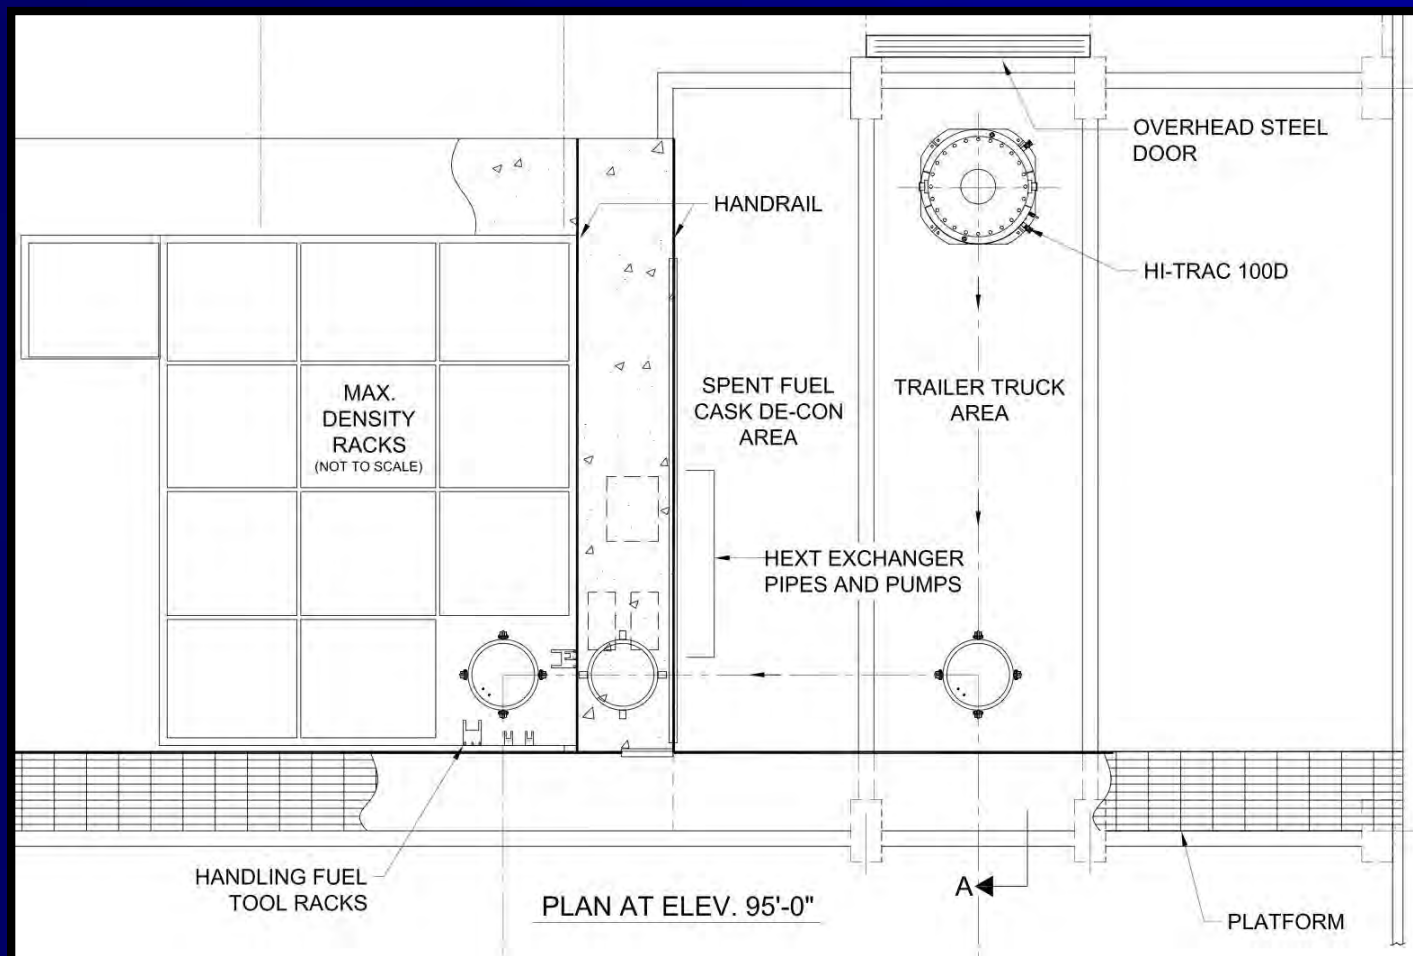 OVERHEAD STEEL
DOOR
HANDRAIL
HI-TRAC 100D
MAX.
DENSITY
RACKS
(NOT TO SCALE)
SPENT FUEL
CASK DE-CON
AREA
TRAILER TRUCK
AREA
HEXT EXCHANGER
PIPES AND PUMPS
HANDLING FUEL
TOOL RACKS
PLAN AT ELEV. 95'-0"
A
PLATFORM